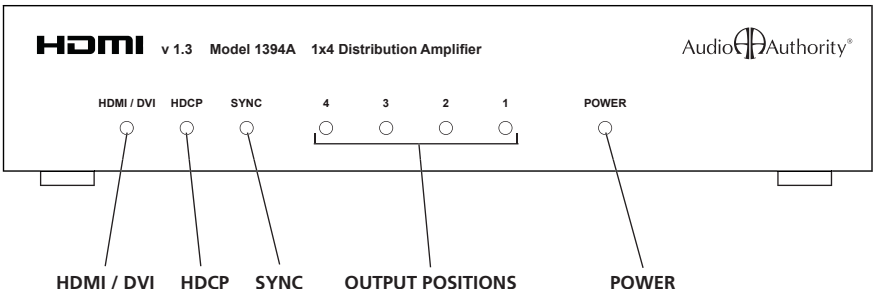 HDMI v 1.3 Model 1394A 1x4 Distribution Amplifier Audio Authority®
HDMI / DVI HDCP SYNC 4 3 2 1 POWER
HDMI / DVI HDCP SYNC OUTPUT POSITIONS POWER